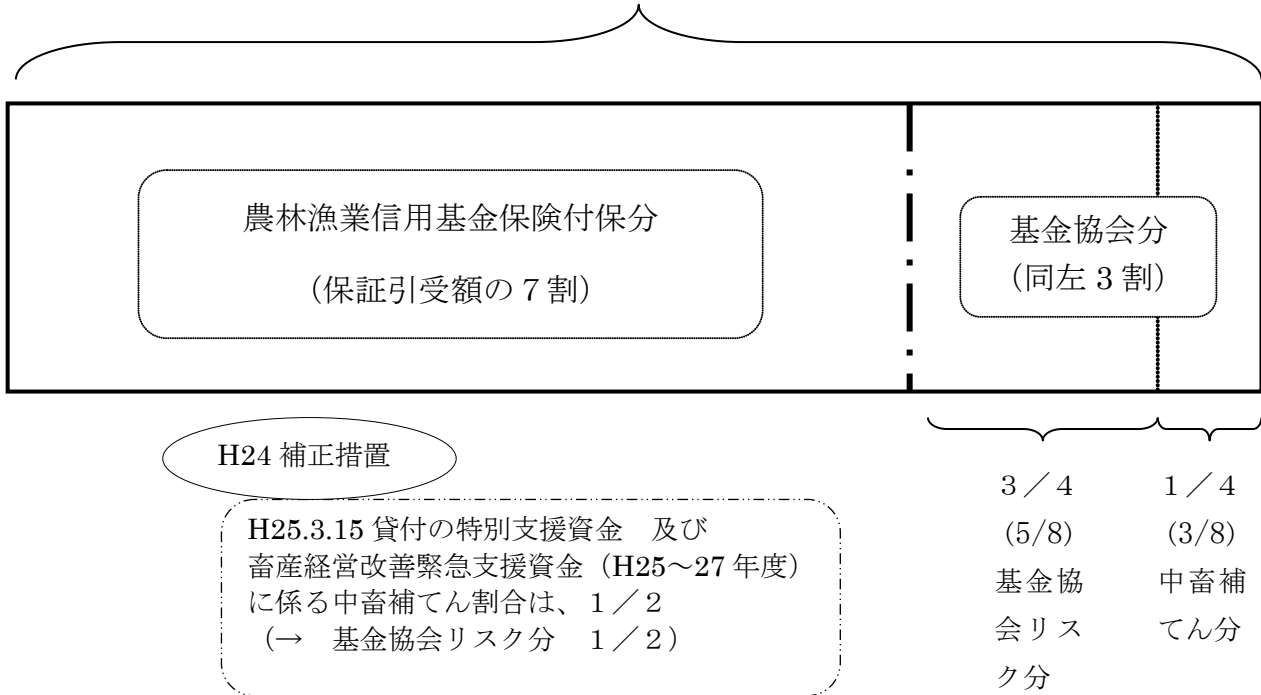 農林漁業信用基金保険付保分
（保証引受額の７割）
基金協会分
（同左 3 割）
H24 補正措置
H25.3.15 貸付の特別支援資金　及び
畜産経営改善緊急支援資金（H25～27 年度）
に係る中畜補てん割合は、１／２
（→　基金協会リスク分　１／２）
３／４
(5/8)
基金協
会リス
ク分
１／４
(3/8)
中畜補
てん分